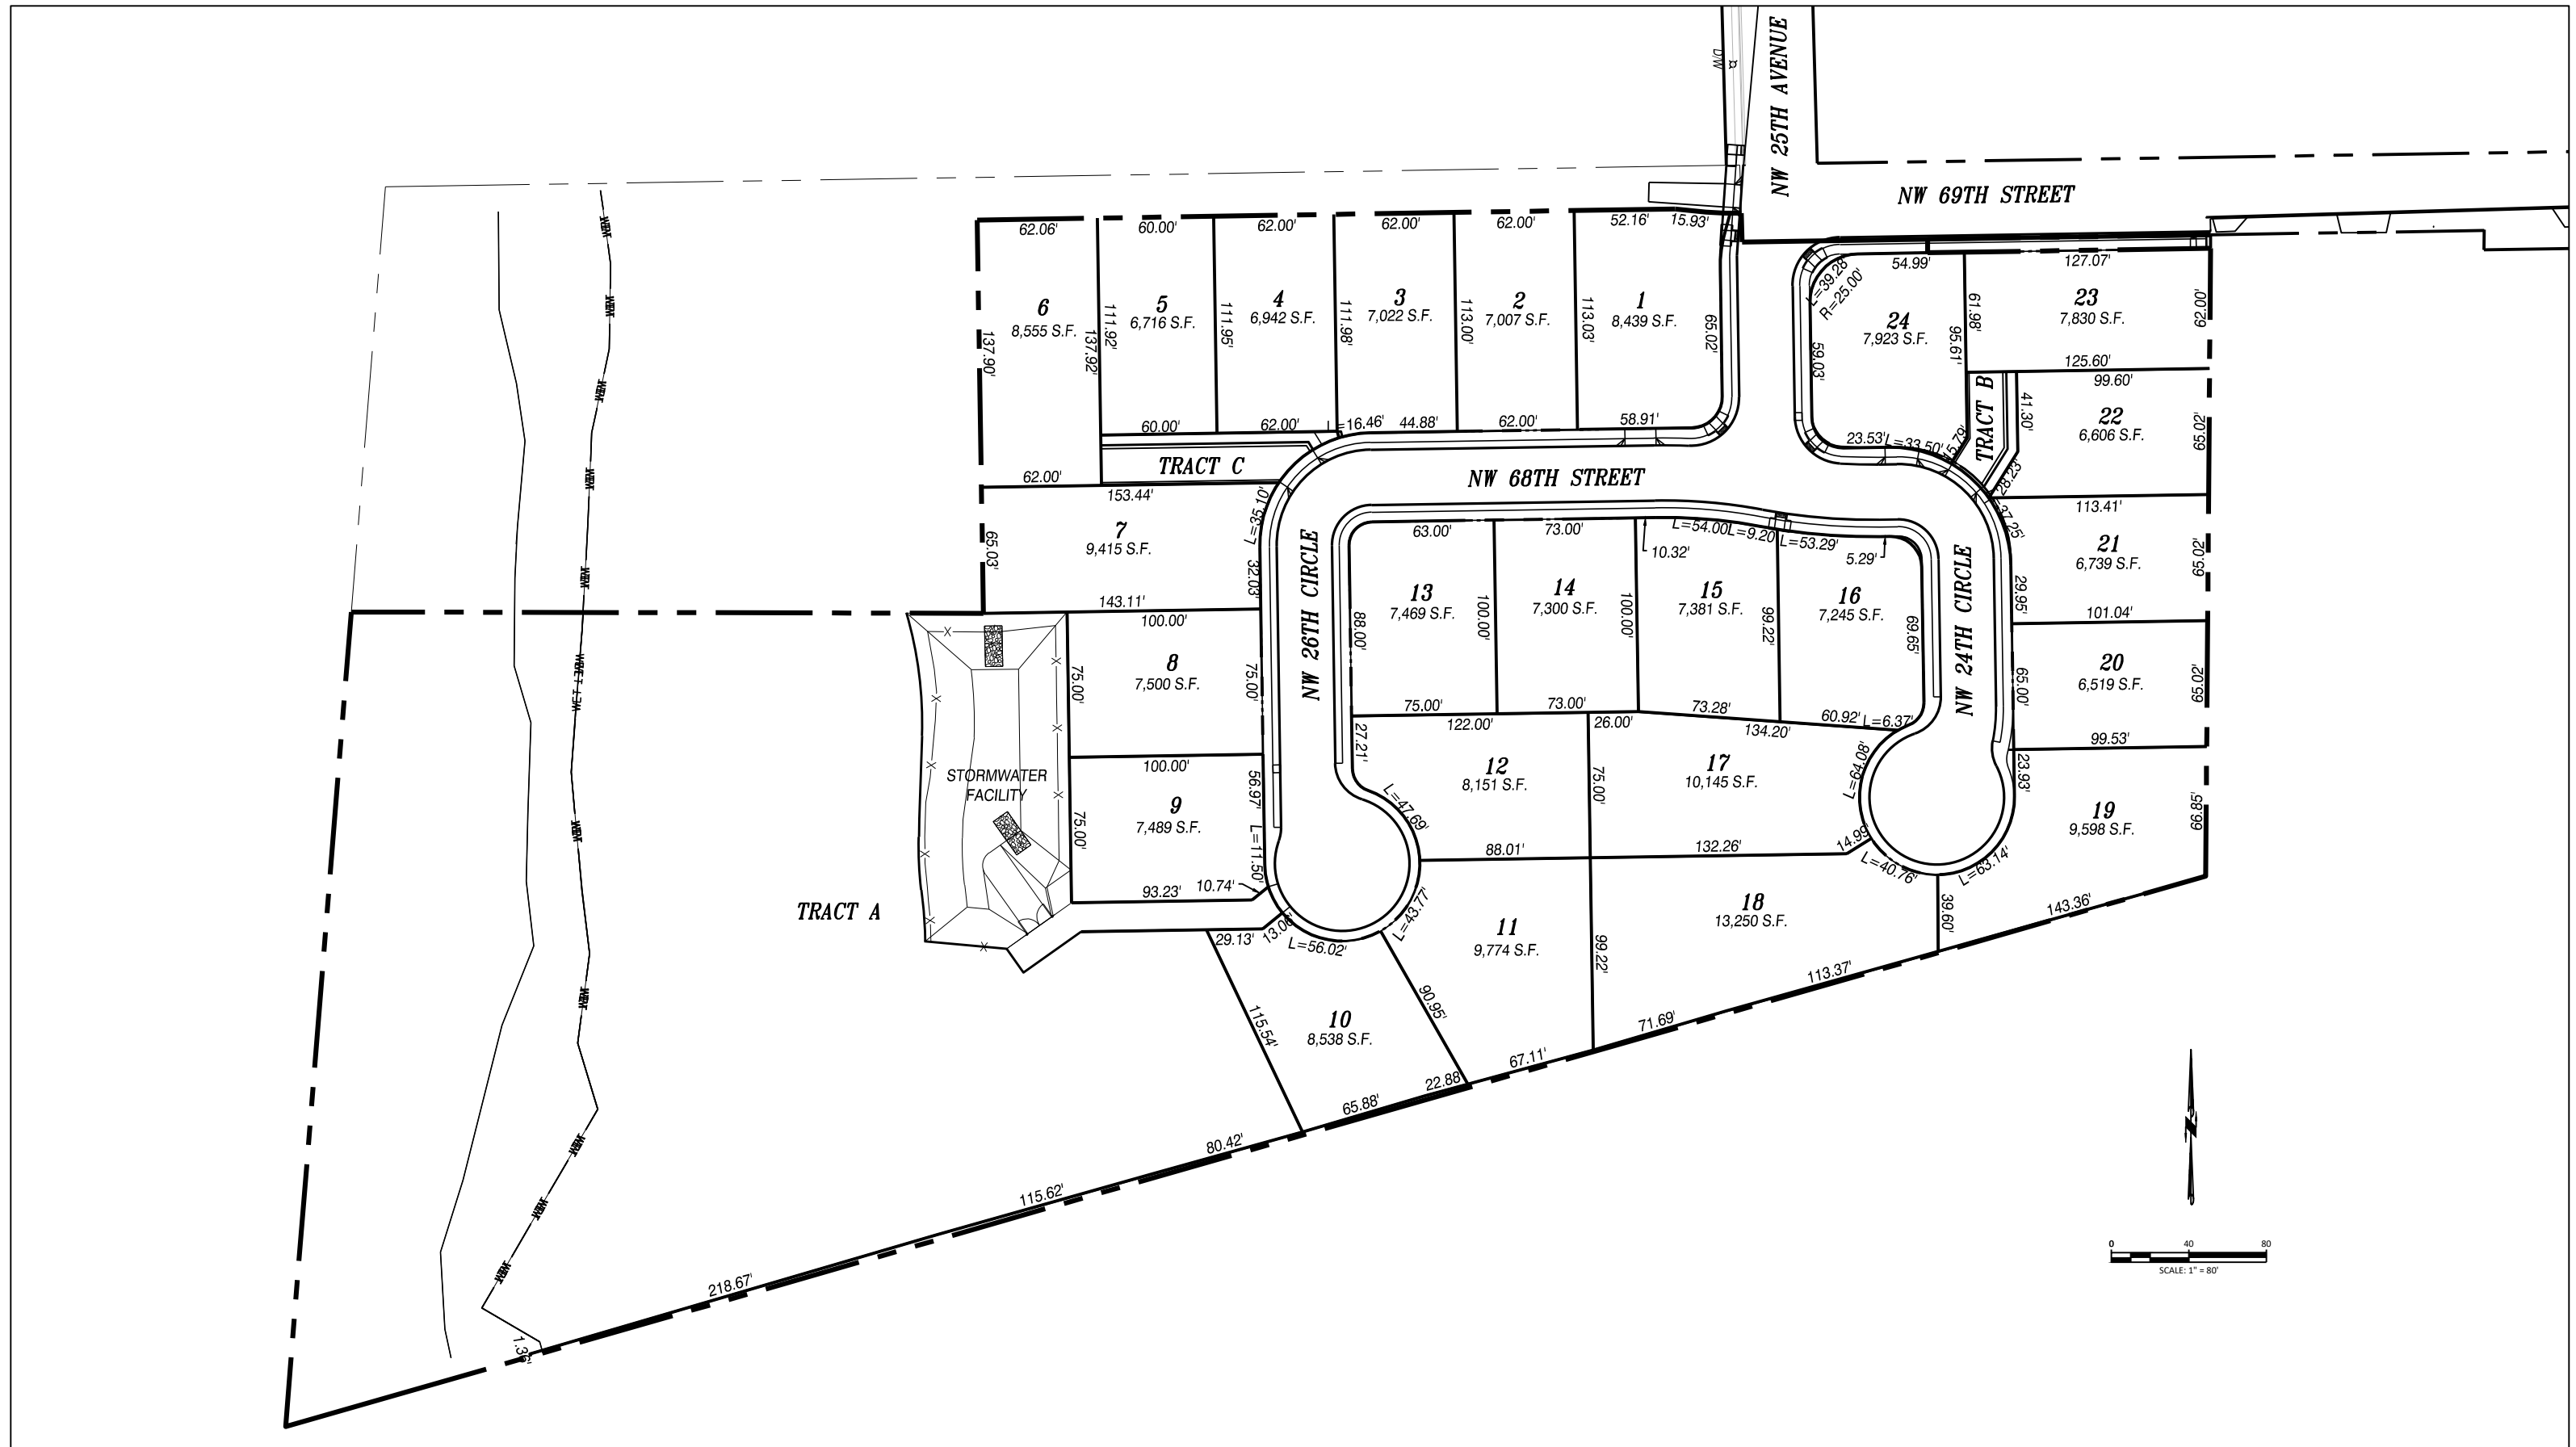 D/W
NW 25TH AVENUE
NW 69TH STREET
62.06'
60.00'
62.00'
62.00'
62.00'
52.16'
15.93'
6
8,555 S.F.
137.90'
137.92'
111.92'
5
6,716 S.F.
111.95'
4
6,942 S.F.
111.98'
3
7,022 S.F.
113.00'
2
7,007 S.F.
113.03'
1
8,439 S.F.
65.02'
60.00'
62.00'
L=16.46'
44.88'
62.00'
58.91'
L=39.28'
R=25.00'
54.99'
127.07'
59.03'
24
7,923 S.F.
61.98'
95.61'
23
7,830 S.F.
62.00'
125.60'
99.60'
TRACT B
41.30'
22
6,606 S.F.
65.02'
23.53'
L=33.50'
15.79'
28.23'
TRACT C
NW 68TH STREET
62.00'
153.44'
7
9,415 S.F.
65.03'
L=35.10'
32.03'
143.11'
113.41'
L=37.25'
21
6,739 S.F.
65.02'
29.95'
101.04'
63.00'
73.00'
10.32'
L=54.00'
L=9.20'
L=53.29'
5.29'
NW 26TH CIRCLE
88.00'
13
7,469 S.F.
100.00'
14
7,300 S.F.
100.00'
15
7,381 S.F.
99.22'
16
7,245 S.F.
69.65'
NW 24TH CIRCLE
100.00'
8
7,500 S.F.
75.00'
75.00'
100.00'
20
6,519 S.F.
65.00'
65.02'
99.53'
75.00'
73.00'
73.28'
60.92'
L=6.37'
122.00'
26.00'
134.20'
27.21'
12
8,151 S.F.
75.00'
17
10,145 S.F.
L=64.08'
L=47.69'
STORMWATER
FACILITY
9
7,489 S.F.
75.00'
56.97'
L=11.50'
93.23'
10.74'
23.93'
19
9,598 S.F.
66.85'
88.01'
132.26'
14.99'
L=40.76'
L=63.14'
TRACT A
29.13'
13.06'
L=56.02'
L=43.77'
11
9,774 S.F.
99.22'
18
13,250 S.F.
39.60'
143.36'
113.37'
71.69'
67.11'
90.95'
10
8,538 S.F.
115.54'
22.88'
65.88'
80.42'
115.62'
218.67'
1.36'
N
0 40 80
SCALE: 1" = 80'